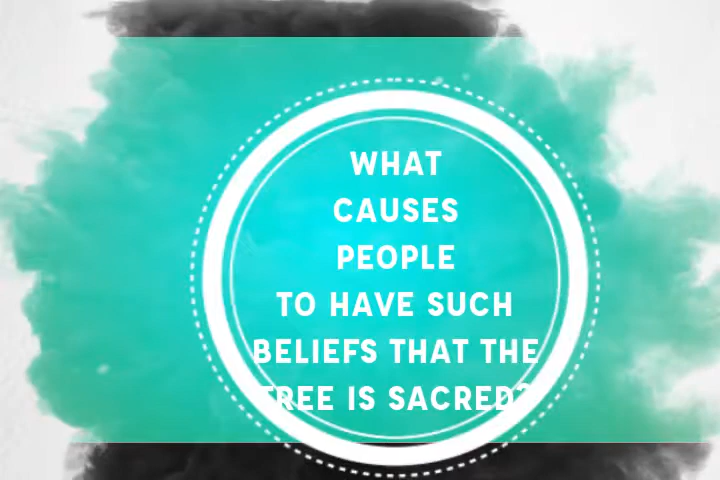 WHAT
CAUSES
PEOPLE
TO HAVE SUCH
BELIEFS THAT THE
TREE IS SACRED?